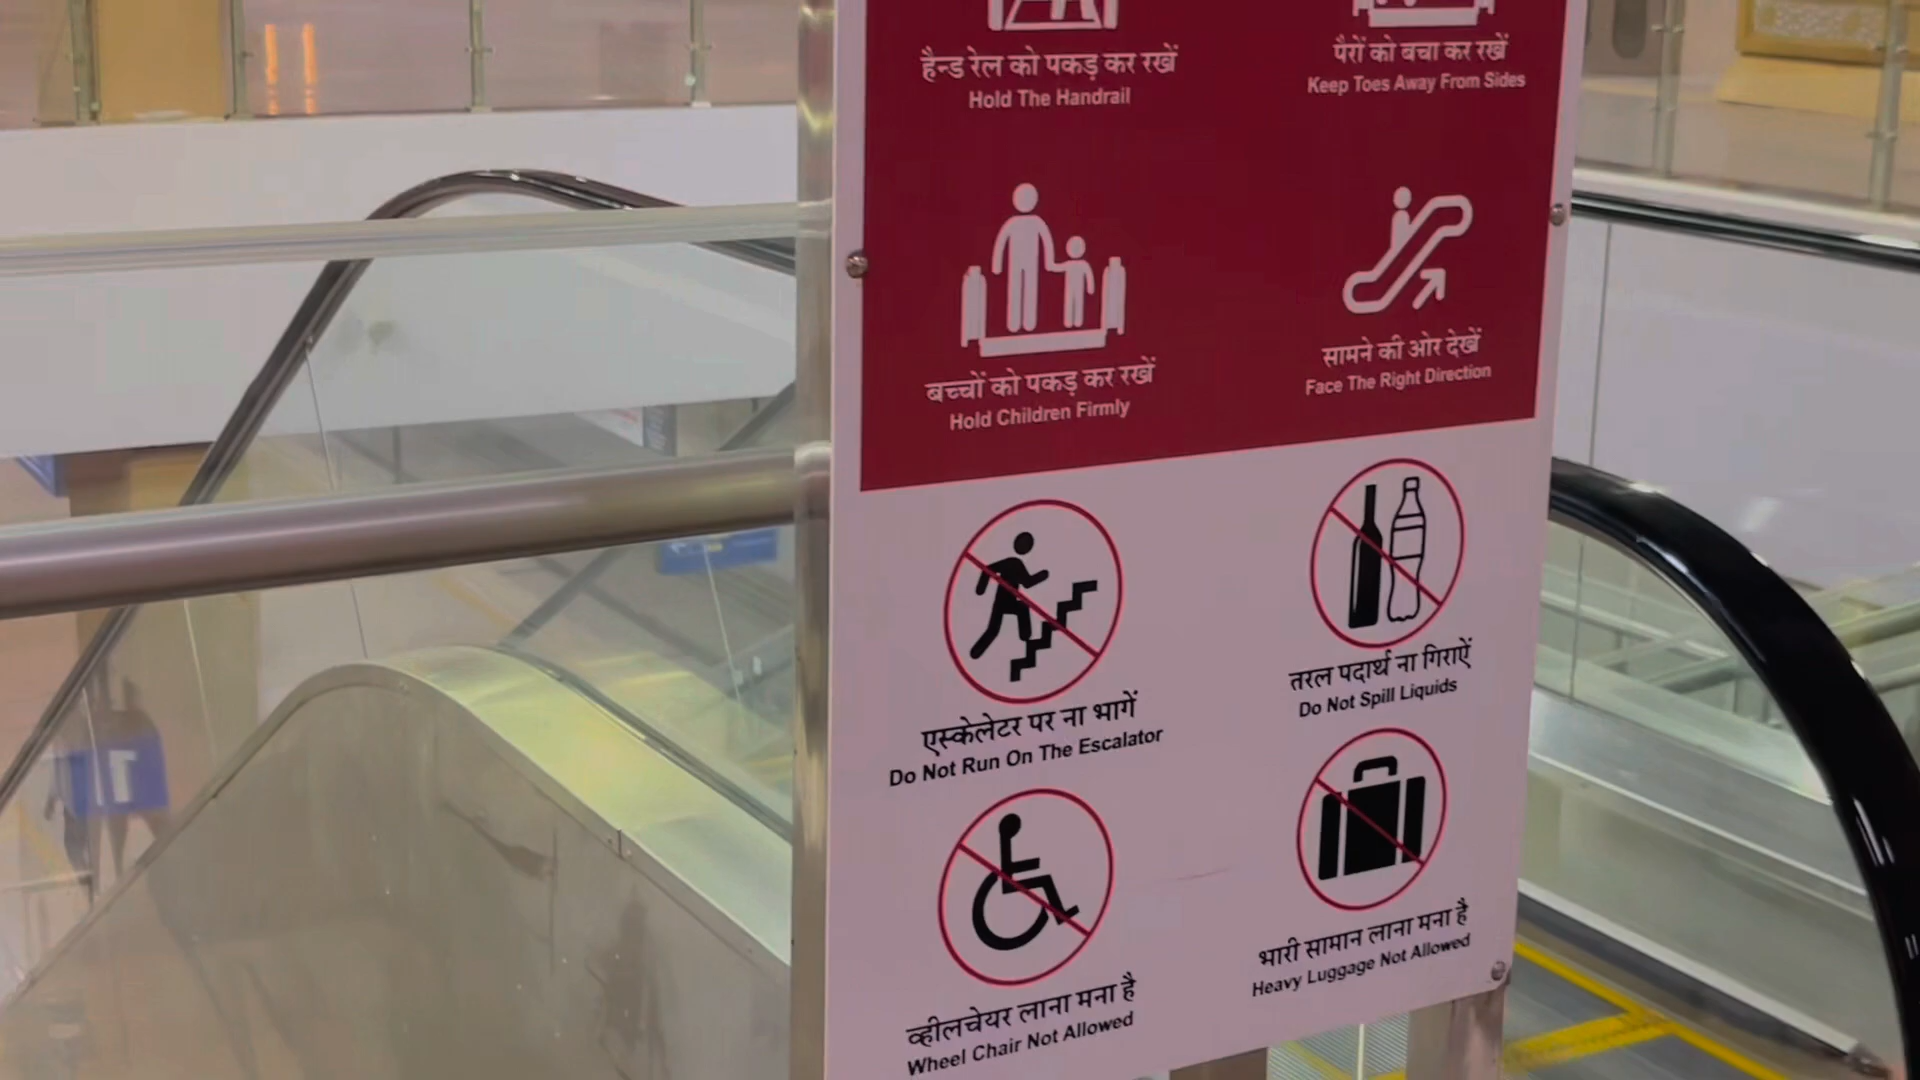 हैन्ड रेल को पकड़ कर रखें
Hold The Handrail
पैरों को बचा कर रखें
Keep Toes Away From Sides
बच्चों को पकड़ कर रखें
Hold Children Firmly
सामने की ओर देखें
Face The Right Direction
एस्केलेटर पर ना भागें
Do Not Run On The Escalator
तरल पदार्थ ना गिराऐं
Do Not Spill Liquids
व्हीलचेयर लाना मना है
Wheel Chair Not Allowed
भारी सामान लाना मना है
Heavy Luggage Not Allowed